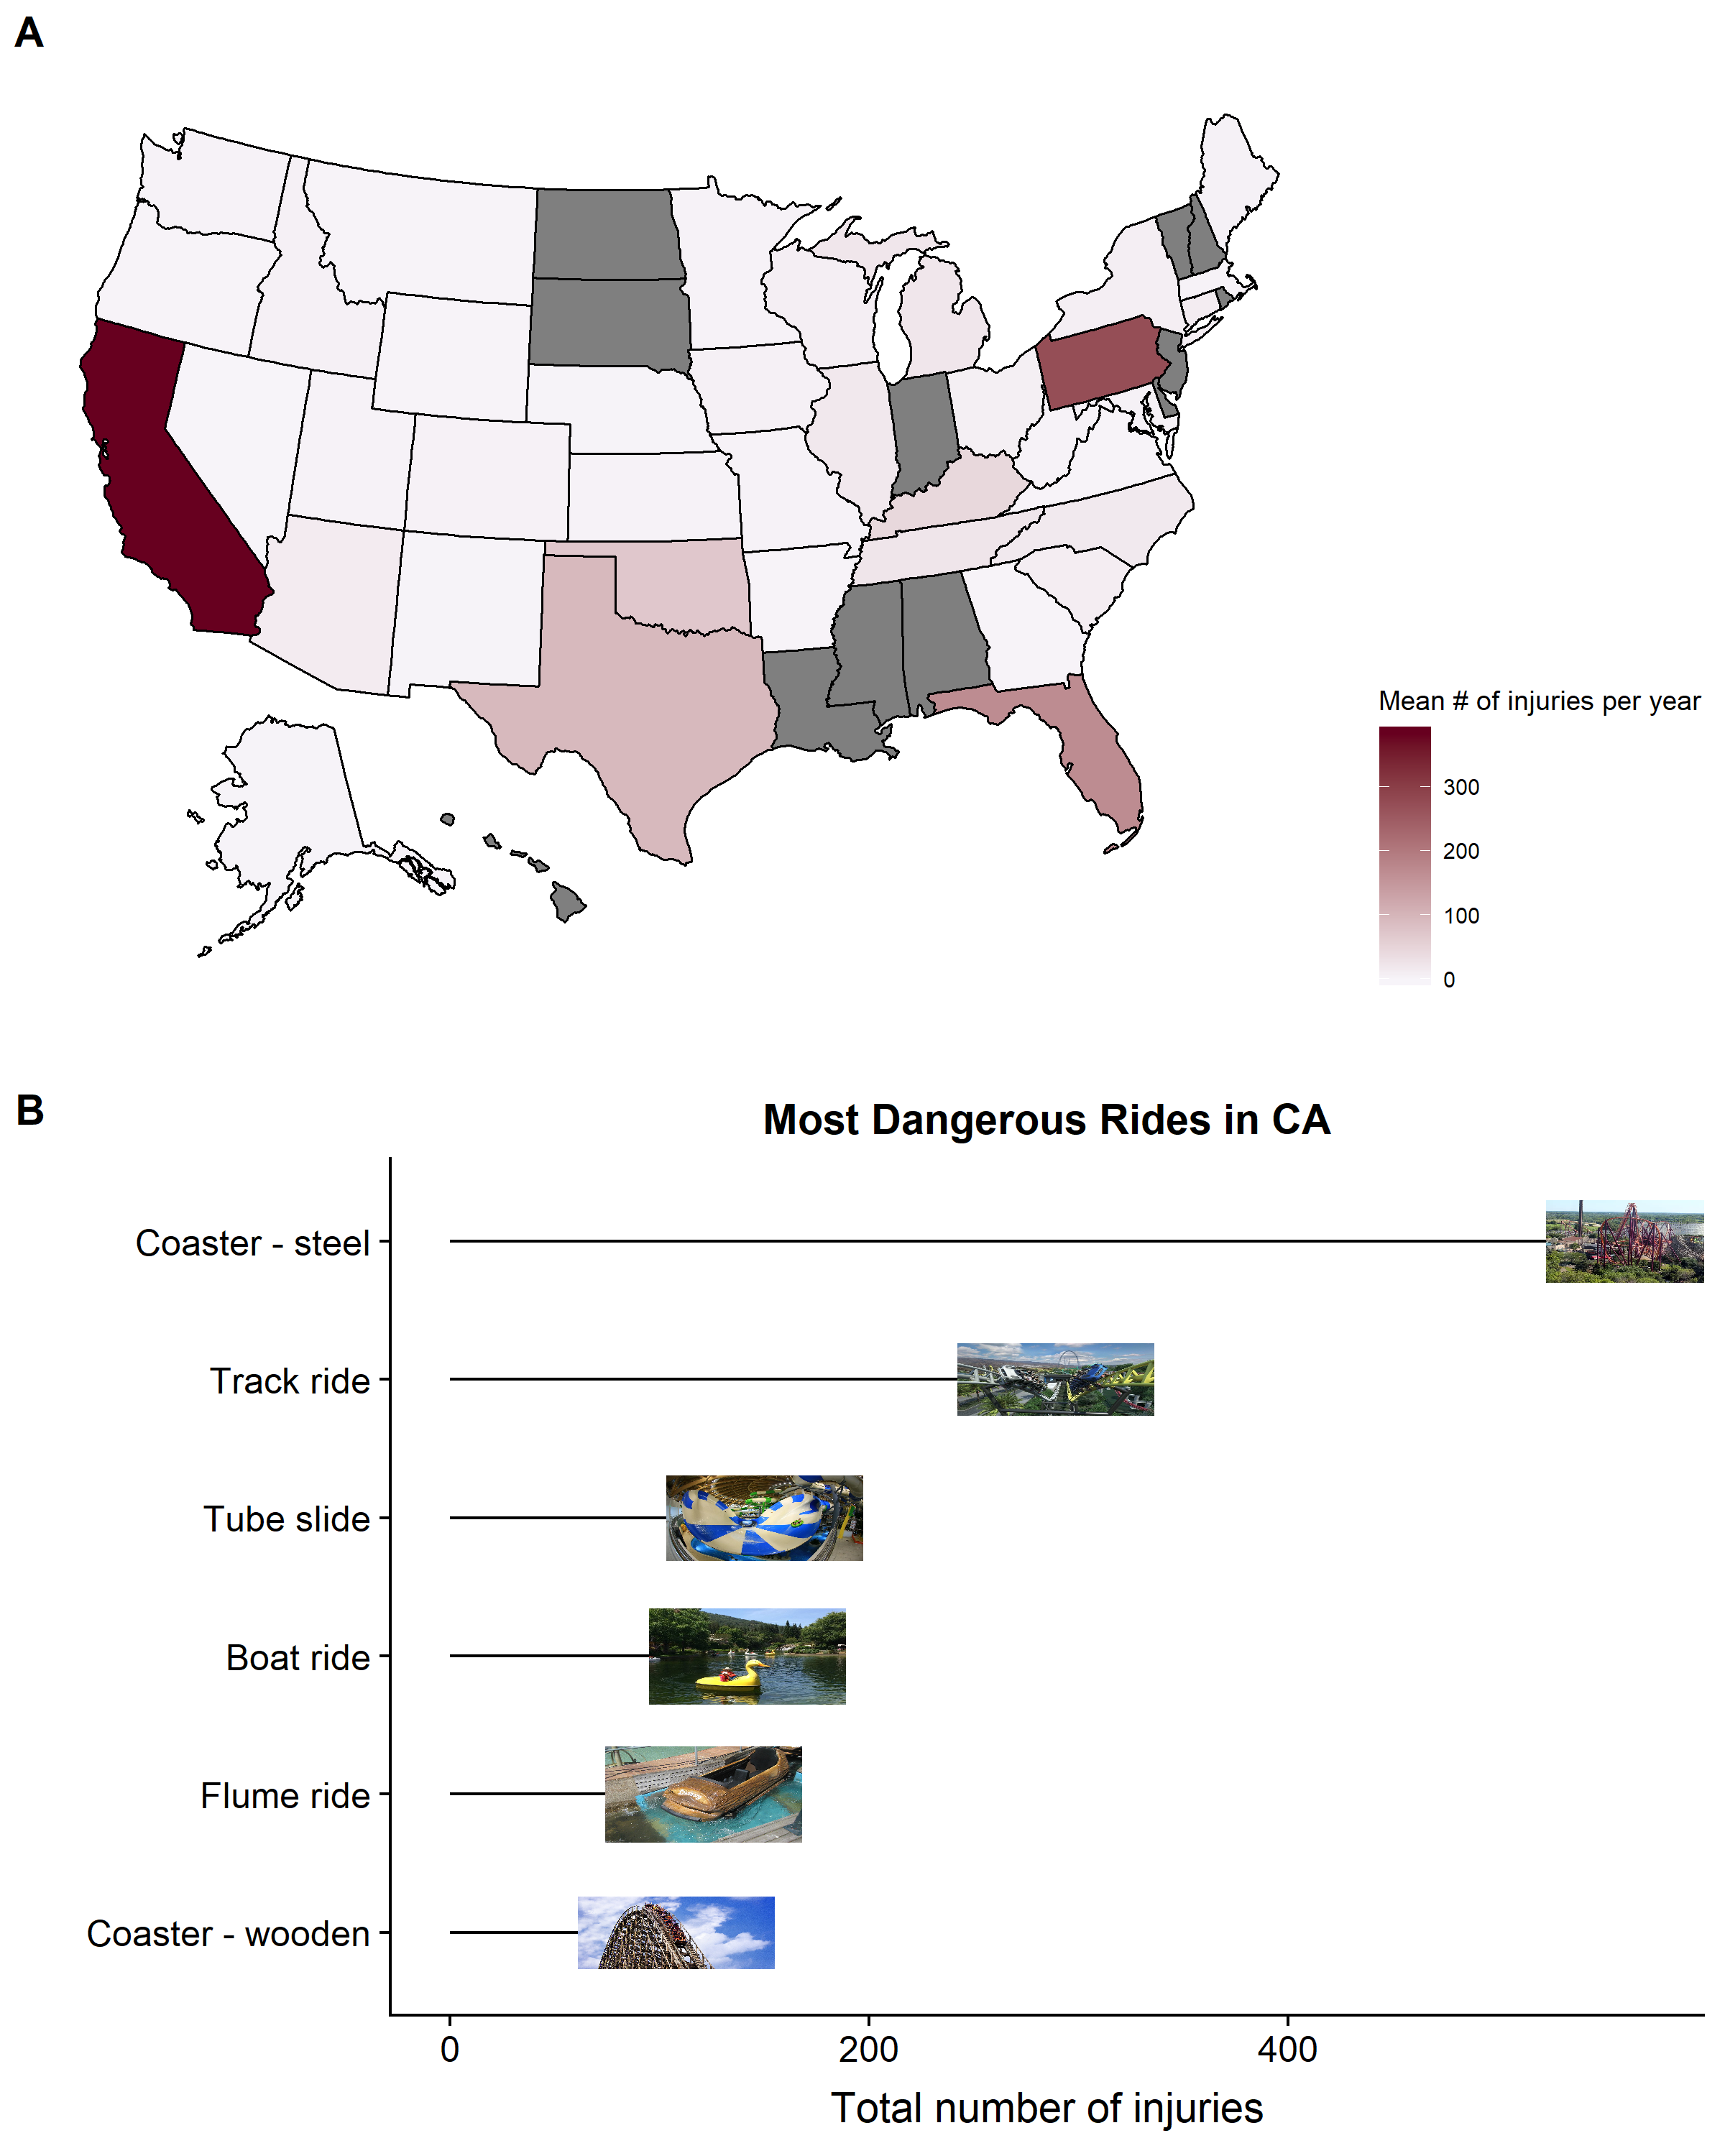 A
Mean # of injuries per year
300
200
100
0
B
Most Dangerous Rides in CA
Coaster - steel
Track ride
Tube slide
Boat ride
Flume ride
Coaster - wooden
0 200 400
Total number of injuries